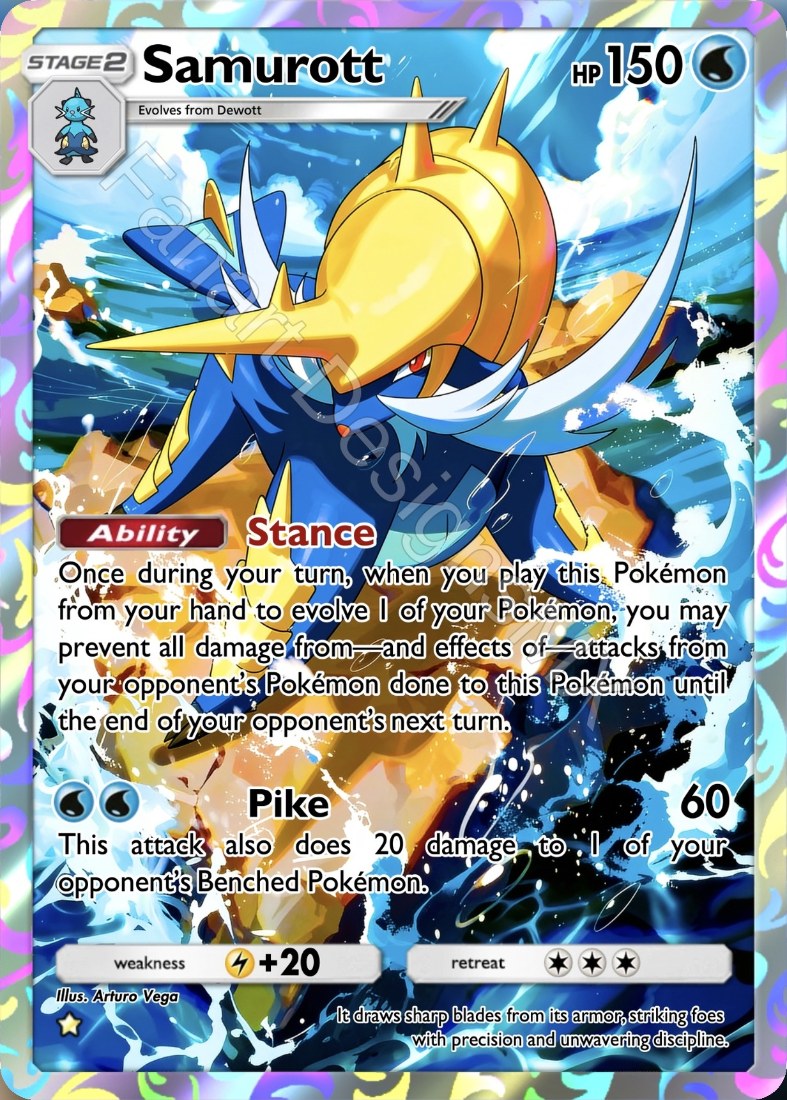 STAGE2 Samurott HP 150
Evolves from Dewott
Fanart Design
Ability Stance
Once during your turn, when you play this Pokémon
from your hand to evolve 1 of your Pokémon, you may
prevent all damage from—and effects of—attacks from
your opponent's Pokémon done to this Pokémon until
the end of your opponent's next turn.
Pike 60
This attack also does 20 damage to 1 of your
opponent's Benched Pokémon.
weakness +20 retreat
Illus. Arturo Vega
It draws sharp blades from its armor, striking foes
with precision and unwavering discipline.